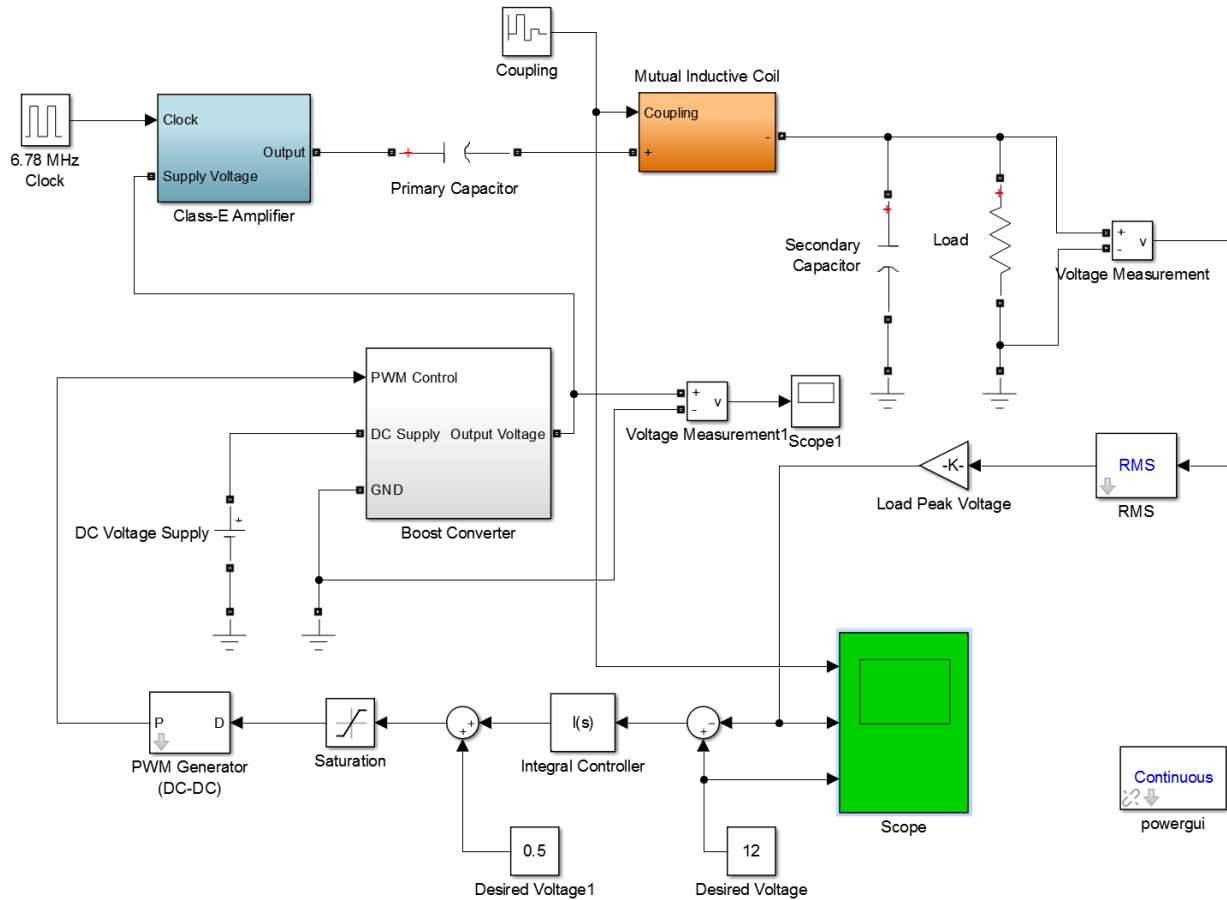 Coupling
6.78 MHz
Clock
Clock
Output
Supply Voltage
Class-E Amplifier
+
Primary Capacitor
Mutual Inductive Coil
Coupling
-
+
+
Secondary
Capacitor
+
Load
+
-
v
Voltage Measurement
PWM Control
DC Supply
Output Voltage
GND
Boost Converter
+
-
v
Voltage Measurement1
Scope1
-K-
Load Peak Voltage
RMS
RMS
+
DC Voltage Supply
P
D
PWM Generator
(DC-DC)
Saturation
+
+
I(s)
Integral Controller
-
+
Scope
0.5
Desired Voltage1
12
Desired Voltage
Continuous
powergui